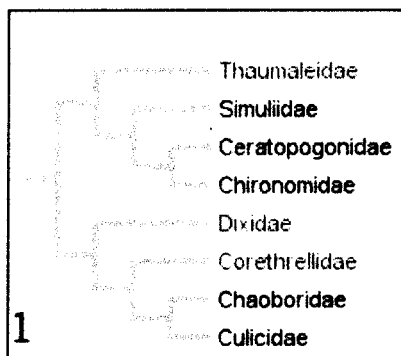 Thaumaleidae
Simuliidae
Ceratopogonidae
Chironomidae
Dixidae
Corethrellidae
Chaoboridae
Culicidae
1